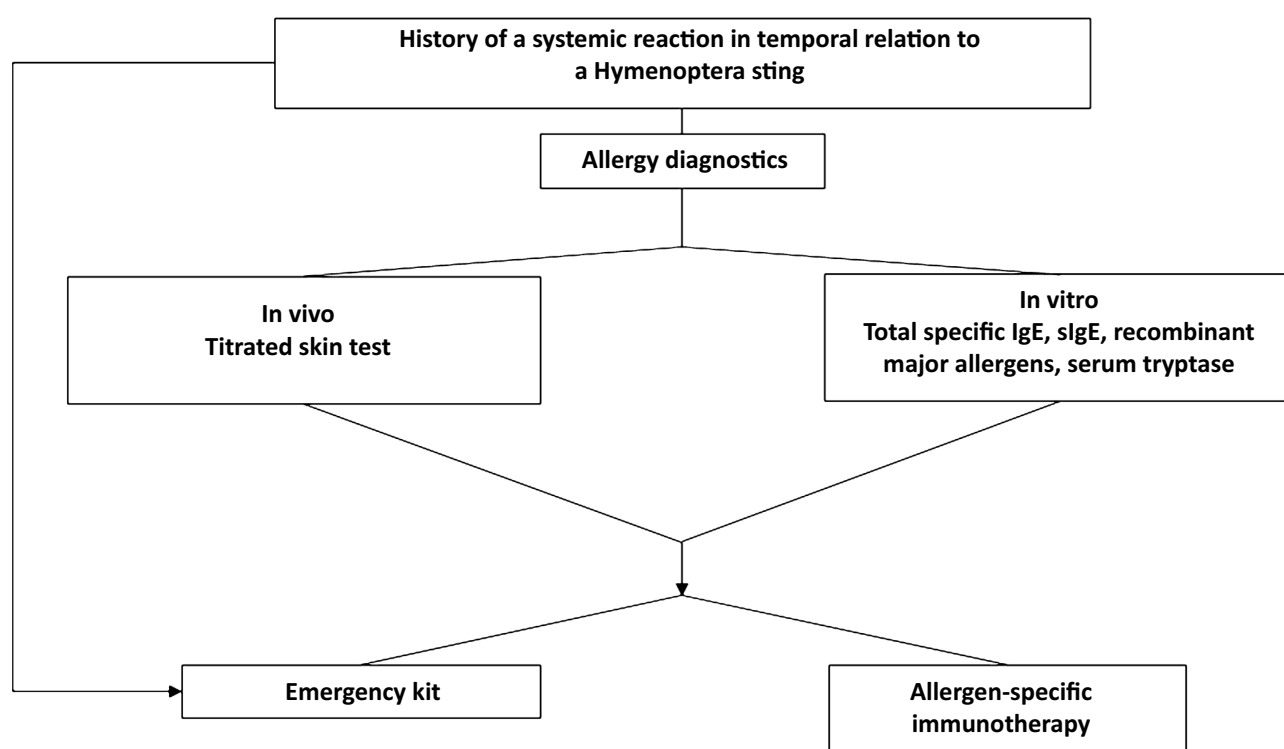 History of a systemic reaction in temporal relation to
a Hymenoptera sting
Allergy diagnostics
In vivo
Titrated skin test
In vitro
Total specific IgE, sIgE, recombinant
major allergens, serum tryptase
Emergency kit
Allergen-specific
immunotherapy